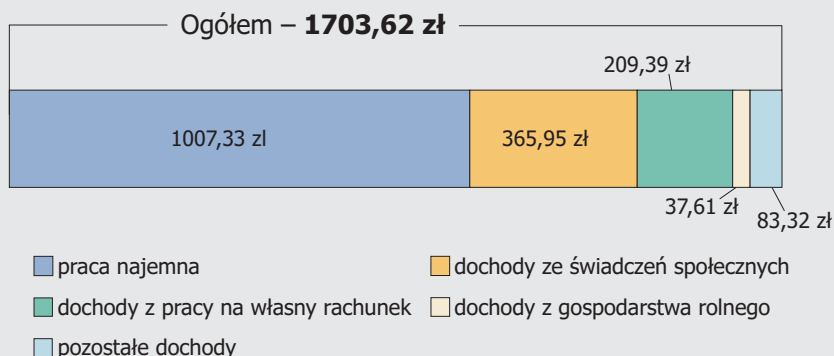 Ogółem – 1703,62 zł
209,39 zł
1007,33 zl
365,95 zł
37,61 zł
83,32 zł
praca najemna
dochody ze świadczeń społecznych
dochody z pracy na własny rachunek
dochody z gospodarstwa rolnego
pozostałe dochody